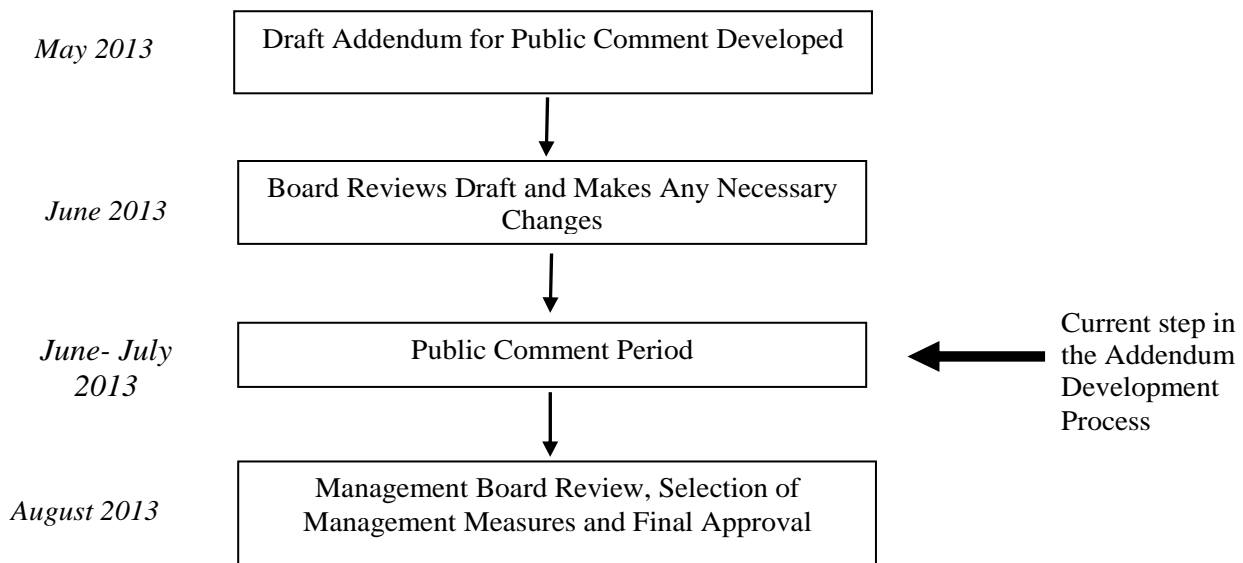 May 2013
Draft Addendum for Public Comment Developed
June 2013
Board Reviews Draft and Makes Any Necessary
Changes
June- July
2013
Public Comment Period
Current step in
the Addendum
Development
Process
August 2013
Management Board Review, Selection of
Management Measures and Final Approval